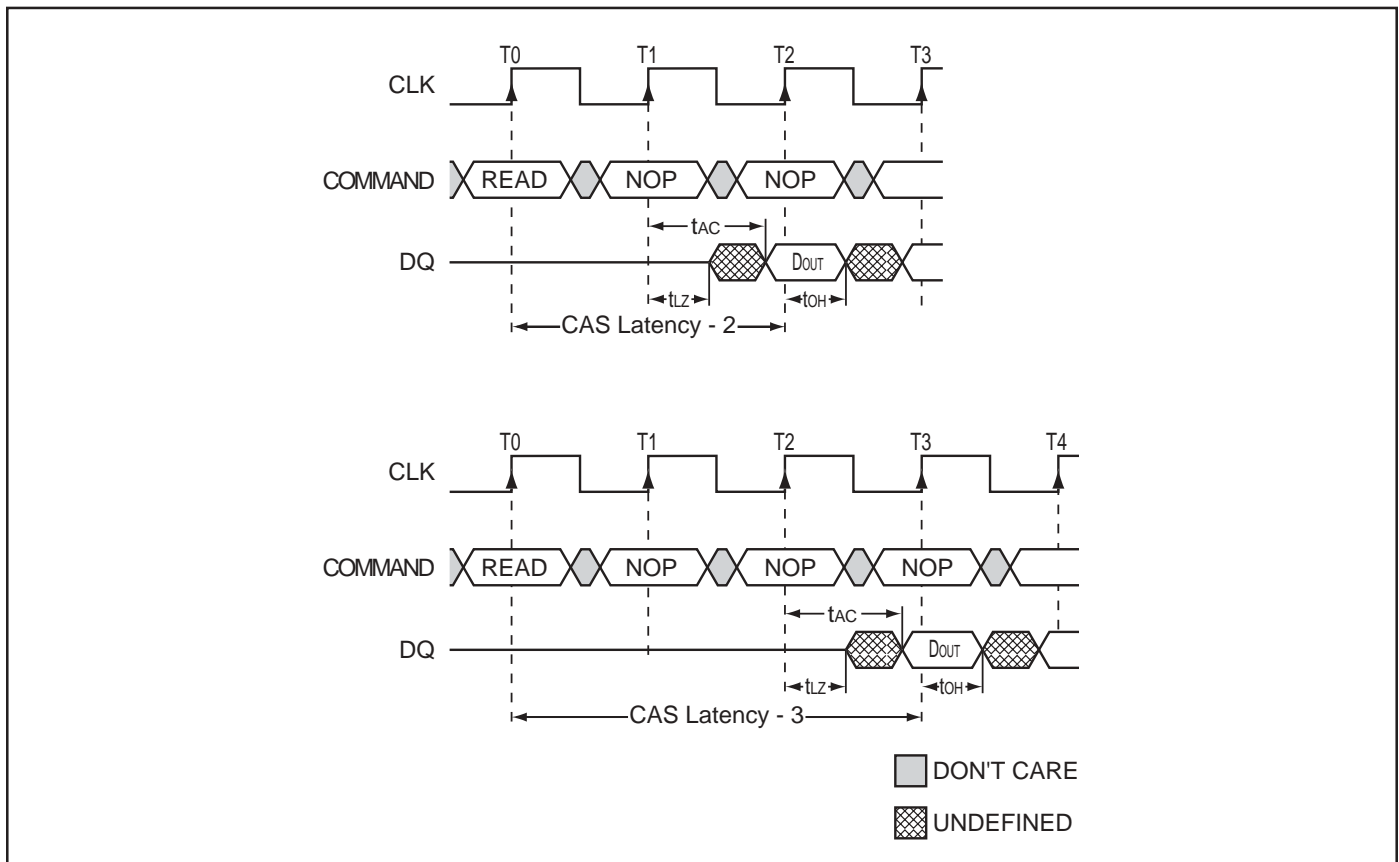 T0 T1 T2 T3
CLK
COMMAND READ NOP NOP
tAC
DQ DOUT
tLZ tOH
CAS Latency - 2
T0 T1 T2 T3 T4
CLK
COMMAND READ NOP NOP NOP
tAC
DQ DOUT
tLZ tOH
CAS Latency - 3
DON'T CARE
UNDEFINED